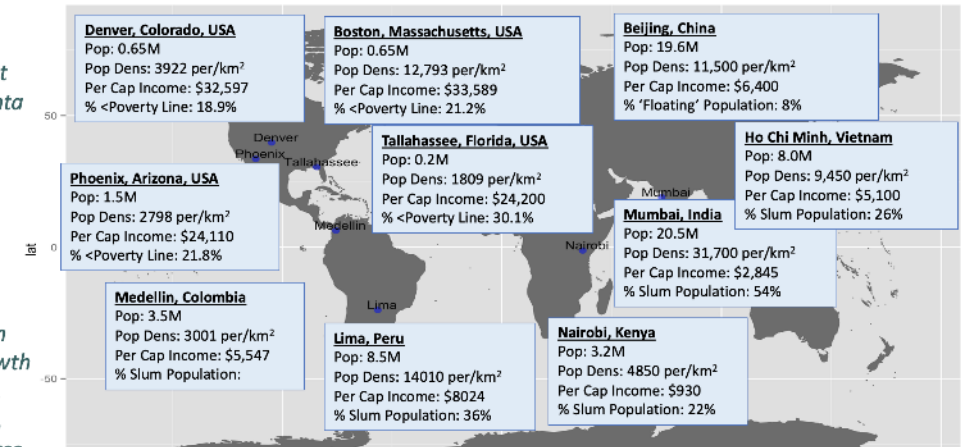 t
nta
n
wth
Denver, Colorado, USA
Pop: 0.65M
Pop Dens: 3922 per/km²
Per Cap Income: $32,597
% <Poverty Line: 18.9%
Boston, Massachusetts, USA
Pop: 0.65M
Pop Dens: 12,793 per/km²
Per Cap Income: $33,589
% <Poverty Line: 21.2%
Beijing, China
Pop: 19.6M
Pop Dens: 11,500 per/km²
Per Cap Income: $6,400
% 'Floating' Population: 8%
Tallahassee, Florida, USA
Pop: 0.2M
Pop Dens: 1809 per/km²
Per Cap Income: $24,200
% <Poverty Line: 30.1%
Ho Chi Minh, Vietnam
Pop: 8.0M
Pop Dens: 9,450 per/km²
Per Cap Income: $5,100
% Slum Population: 26%
Phoenix, Arizona, USA
Pop: 1.5M
Pop Dens: 2798 per/km²
Per Cap Income: $24,110
% <Poverty Line: 21.8%
Mumbai, India
Pop: 20.5M
Pop Dens: 31,700 per/km²
Per Cap Income: $2,845
% Slum Population: 54%
Medellin, Colombia
Pop: 3.5M
Pop Dens: 3001 per/km²
Per Cap Income: $5,547
% Slum Population:
Lima, Peru
Pop: 8.5M
Pop Dens: 14010 per/km²
Per Cap Income: $8024
% Slum Population: 36%
Nairobi, Kenya
Pop: 3.2M
Pop Dens: 4850 per/km²
Per Cap Income: $930
% Slum Population: 22%
Denver
Phoenix
Tallahassee
Medellin
Lima
Nairobi
Mumbai
50
0
-50
lat